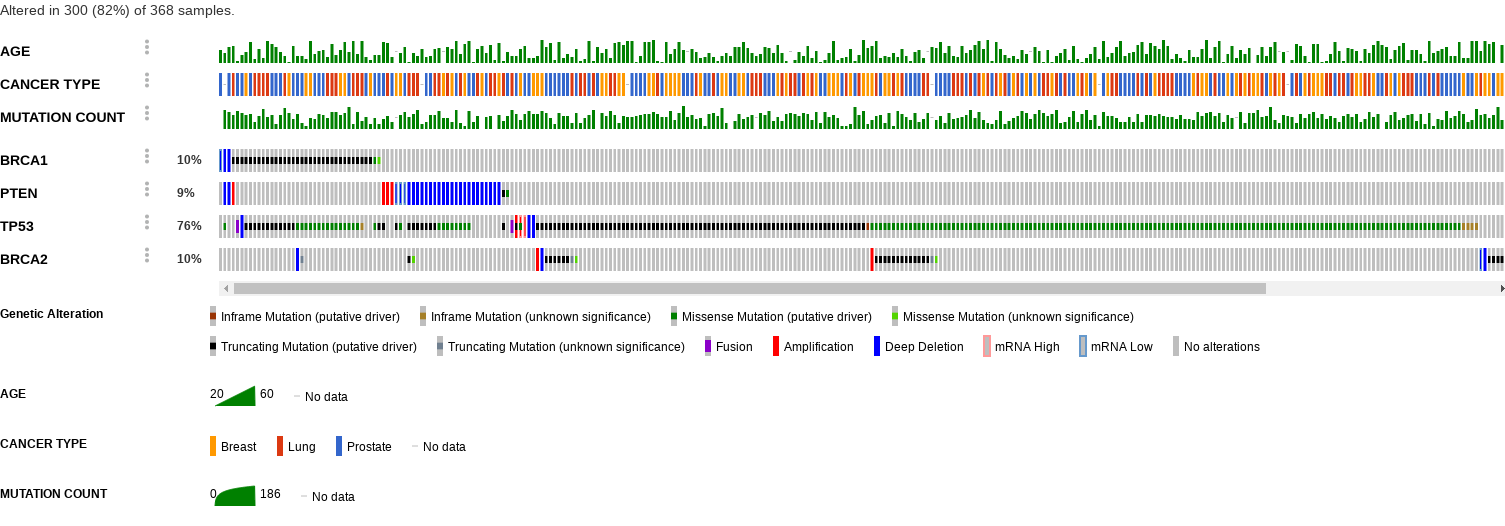 Altered in 300 (82%) of 368 samples.
AGE
CANCER TYPE
MUTATION COUNT
BRCA1 10%
PTEN 9%
TP53 76%
BRCA2 10%
Genetic Alteration Inframe Mutation (putative driver) Inframe Mutation (unknown significance) Missense Mutation (putative driver) Missense Mutation (unknown significance)
Truncating Mutation (putative driver) Truncating Mutation (unknown significance) Fusion Amplification Deep Deletion mRNA High mRNA Low No alterations
AGE 20 60 No data
CANCER TYPE Breast Lung Prostate No data
MUTATION COUNT 0 186 No data